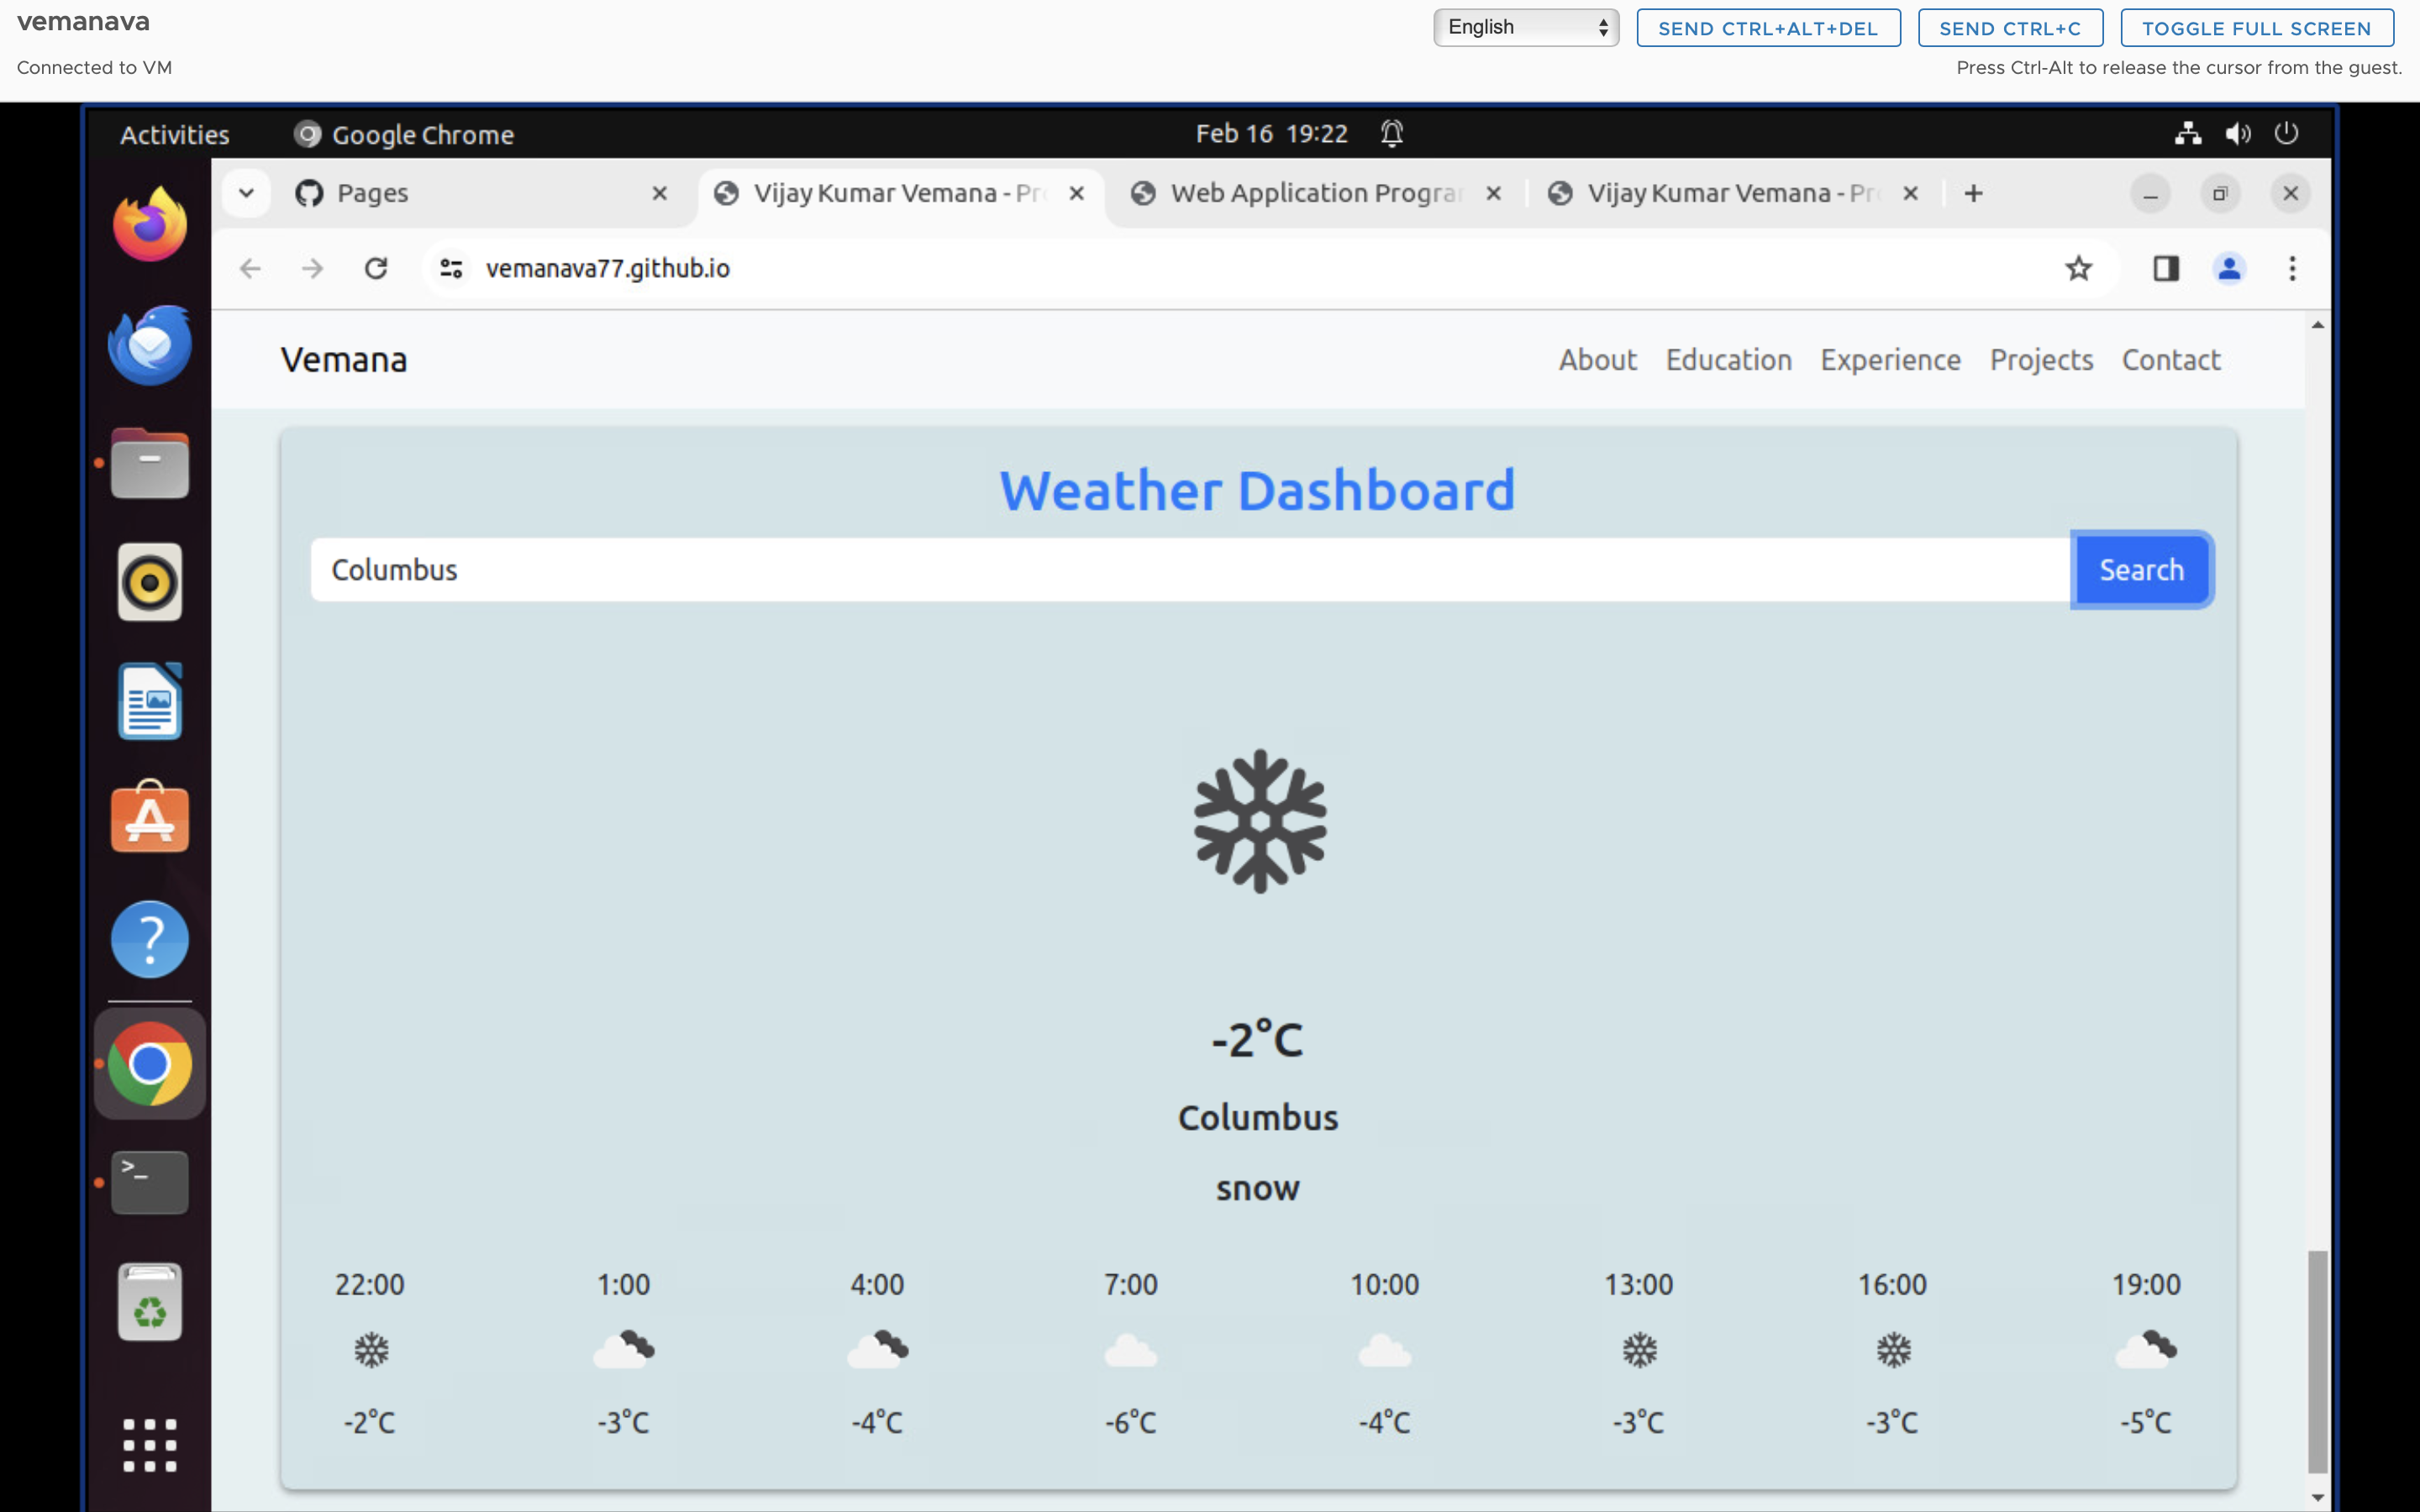 vemanava
English
SEND CTRL+ALT+DEL
SEND CTRL+C
TOGGLE FULL SCREEN
Connected to VM
Press Ctrl-Alt to release the cursor from the guest.
Activities
Google Chrome
Feb 16 19:22
Pages
Vijay Kumar Vemana - Pr
Web Application Progra
Vijay Kumar Vemana - Pr
vemanava77.github.io
Vemana
About Education Experience Projects Contact
Weather Dashboard
Columbus
Search
-2°C
Columbus
snow
22:00 1:00 4:00 7:00 10:00 13:00 16:00 19:00
-2°C -3°C -4°C -6°C -4°C -3°C -3°C -5°C